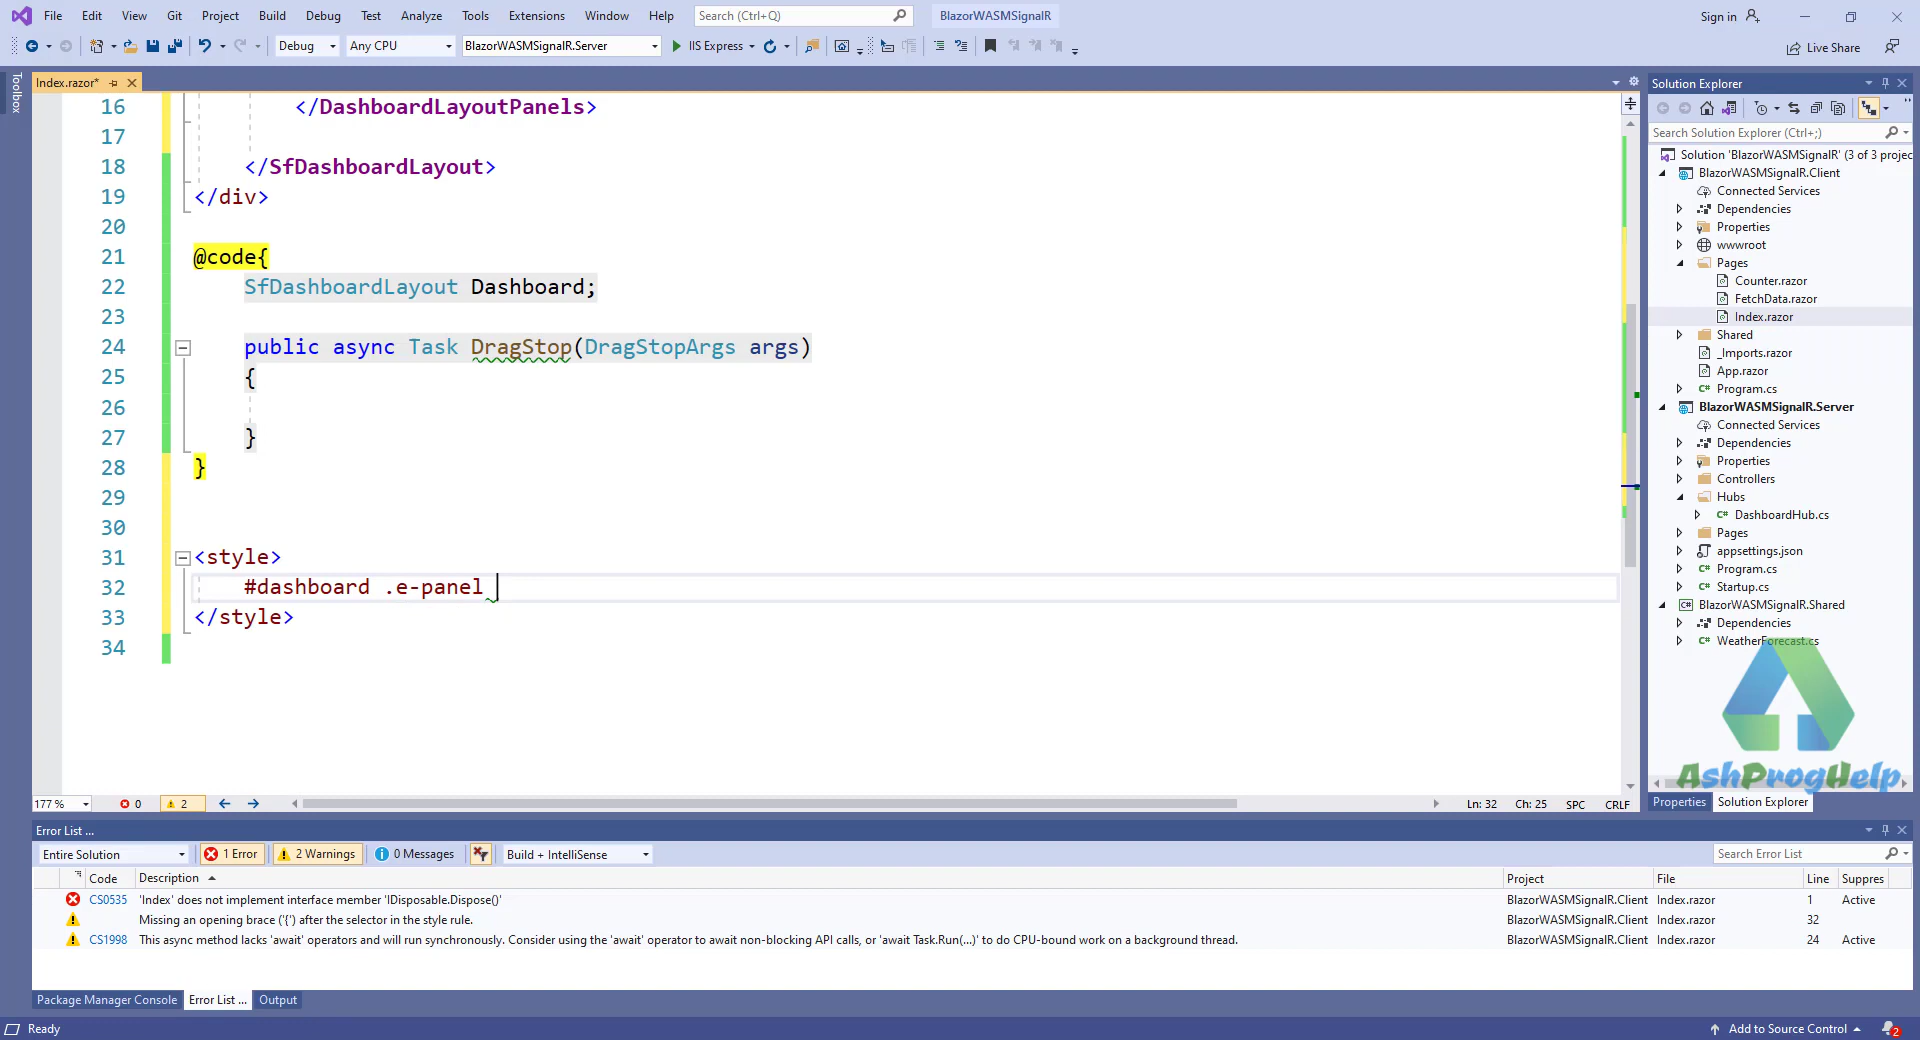 File Edit View Git Project Build Debug Test Analyze Tools Extensions Window Help Search (Ctrl+Q) BlazorWASMSignalR Sign in
Debug Any CPU BlazorWASMSignalR.Server IIS Express Live Share
Toolbox
Index.razor*
16 </DashboardLayoutPanels>
17
18 </SfDashboardLayout>
19 </div>
20
21 @code{
22 SfDashboardLayout Dashboard;
23
24 public async Task DragStop(DragStopArgs args)
25 {
26
27 }
28 }
29
30
31 <style>
32 #dashboard .e-panel
33 </style>
34
177 % 0 2 Ln: 32 Ch: 25 SPC CRLF
Solution Explorer
Search Solution Explorer (Ctrl+;)
Solution 'BlazorWASMSignalR' (3 of 3 projec
BlazorWASMSignalR.Client
Connected Services
Dependencies
Properties
wwwroot
Pages
Counter.razor
FetchData.razor
Index.razor
Shared
_Imports.razor
App.razor
C# Program.cs
BlazorWASMSignalR.Server
Connected Services
Dependencies
Properties
Controllers
Hubs
C# DashboardHub.cs
Pages
appsettings.json
C# Program.cs
C# Startup.cs
C# BlazorWASMSignalR.Shared
Dependencies
C# WeatherForecast.cs
AshProgHelp
Properties Solution Explorer
Error List ...
Entire Solution 1 Error 2 Warnings 0 Messages Build + IntelliSense Search Error List
Code Description Project File Line Suppres
CS0535 'Index' does not implement interface member 'IDisposable.Dispose()' BlazorWASMSignalR.Client Index.razor 1 Active
Missing an opening brace ('{') after the selector in the style rule. BlazorWASMSignalR.Client Index.razor 32
CS1998 This async method lacks 'await' operators and will run synchronously. Consider using the 'await' operator to await non-blocking API calls, or 'await Task.Run(...)' to do CPU-bound work on a background thread. BlazorWASMSignalR.Client Index.razor 24 Active
Package Manager Console Error List ... Output
Ready Add to Source Control 2